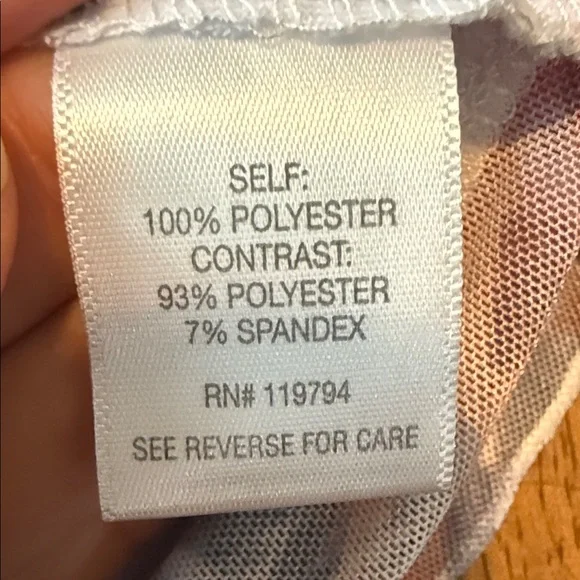 SELF:
100% POLYESTER
CONTRAST:
93% POLYESTER
7% SPANDEX
RN# 119794
SEE REVERSE FOR CARE